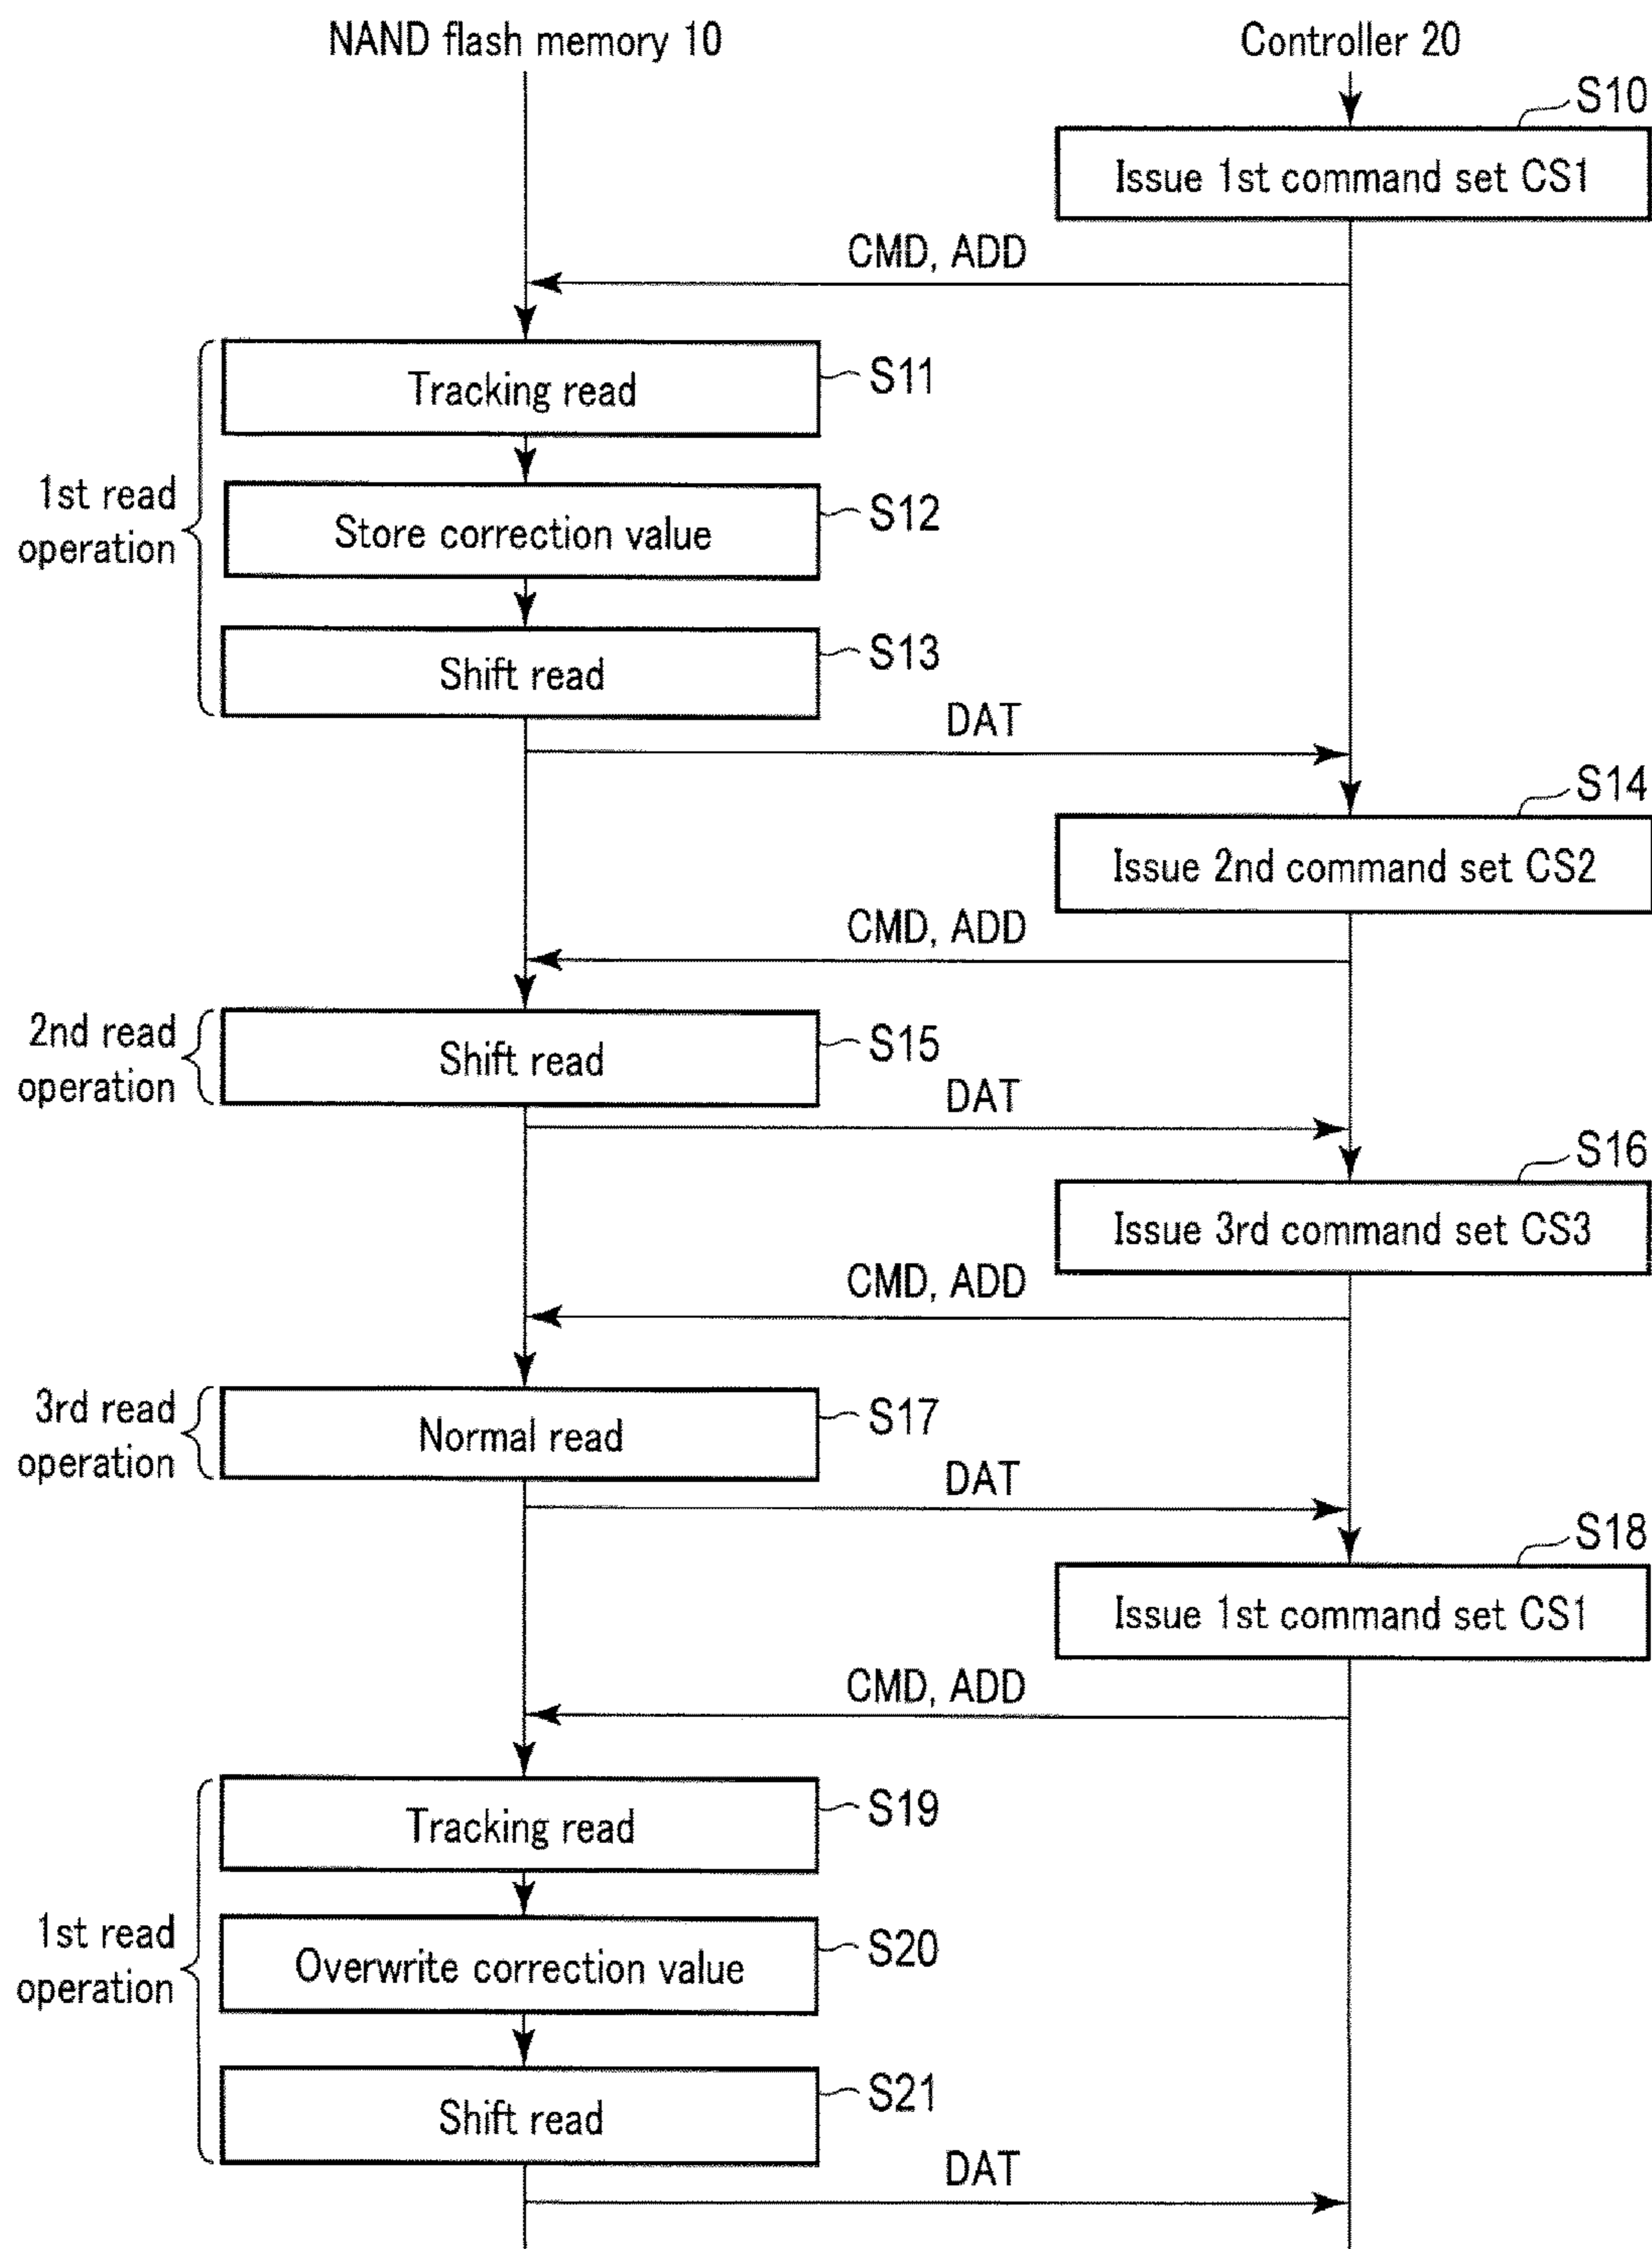 NAND flash memory 10
Controller 20
S10
Issue 1st command set CS1
CMD, ADD
Tracking read
S11
1st read
operation
Store correction value
S12
Shift read
S13
DAT
S14
Issue 2nd command set CS2
CMD, ADD
2nd read
operation
Shift read
S15
DAT
S16
Issue 3rd command set CS3
CMD, ADD
3rd read
operation
Normal read
S17
DAT
S18
Issue 1st command set CS1
CMD, ADD
Tracking read
S19
1st read
operation
Overwrite correction value
S20
Shift read
S21
DAT